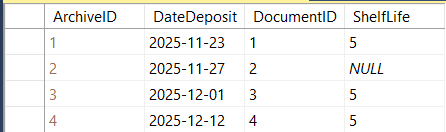 ArchiveID DateDeposit DocumentID ShelfLife
1 2025-11-23 1 5
2 2025-11-27 2 NULL
3 2025-12-01 3 5
4 2025-12-12 4 5